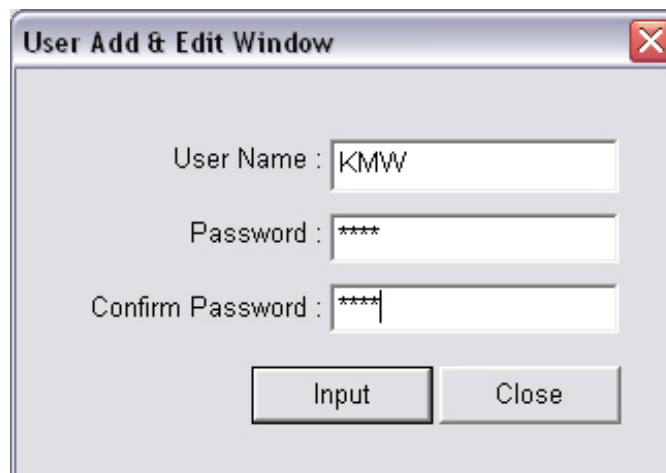 User Add & Edit Window
User Name : KMW
Password : ****
Confirm Password : ****
Input Close